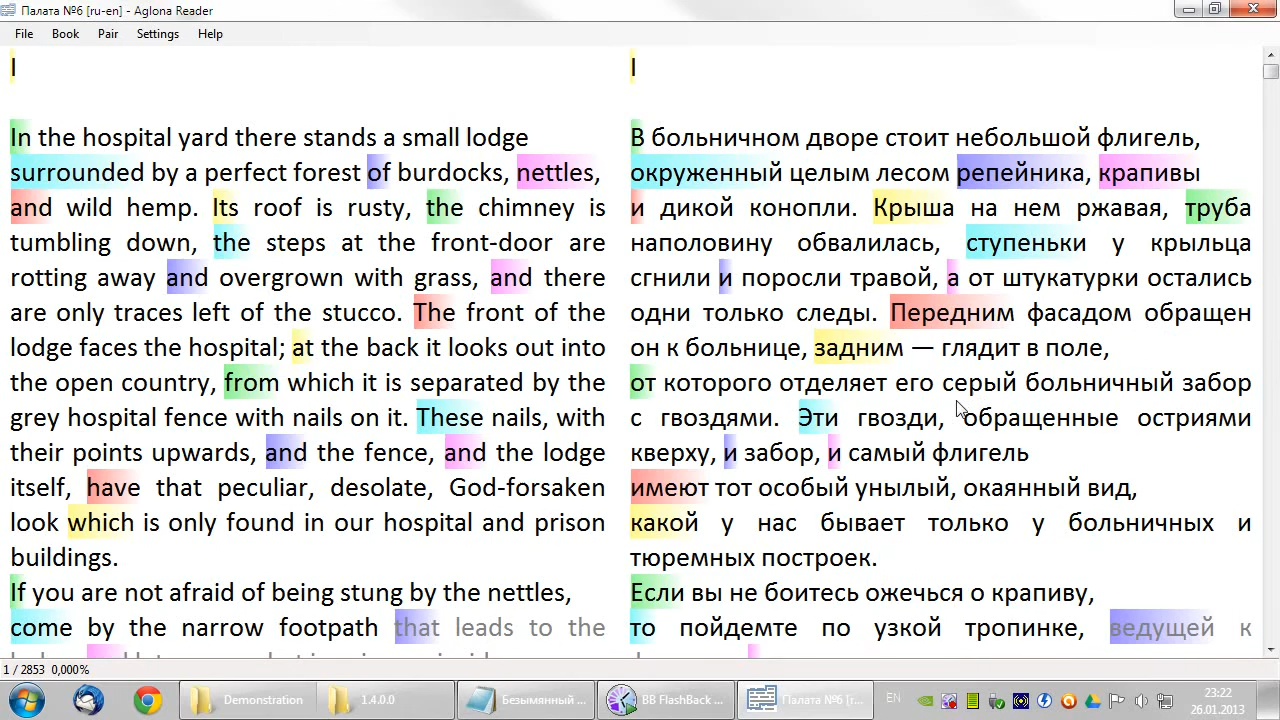 Палата №6 [ru-en] - Aglona Reader
File Book Pair Settings Help
I
In the hospital yard there stands a small lodge
surrounded by a perfect forest of burdocks, nettles,
and wild hemp. Its roof is rusty, the chimney is
tumbling down, the steps at the front-door are
rotting away and overgrown with grass, and there
are only traces left of the stucco. The front of the
lodge faces the hospital; at the back it looks out into
the open country, from which it is separated by the
grey hospital fence with nails on it. These nails, with
their points upwards, and the fence, and the lodge
itself, have that peculiar, desolate, God-forsaken
look which is only found in our hospital and prison
buildings.
If you are not afraid of being stung by the nettles,
come by the narrow footpath that leads to the
I
В больничном дворе стоит небольшой флигель,
окруженный целым лесом репейника, крапивы
и дикой конопли. Крыша на нем ржавая, труба
наполовину обвалилась, ступеньки у крыльца
сгнили и поросли травой, а от штукатурки остались
одни только следы. Передним фасадом обращен
он к больнице, задним — глядит в поле,
от которого отделяет его серый больничный забор
с гвоздями. Эти гвозди, обращенные остриями
кверху, и забор, и самый флигель
имеют тот особый унылый, окаянный вид,
какой у нас бывает только у больничных и
тюремных построек.
Если вы не боитесь ожечься о крапиву,
то пойдемте по узкой тропинке, ведущей к
1 / 2853 0,000%
Demonstration
1.4.0.0
Безымянный ...
BB FlashBack ...
Палата №6 [r...
EN
23:22
26.01.2013